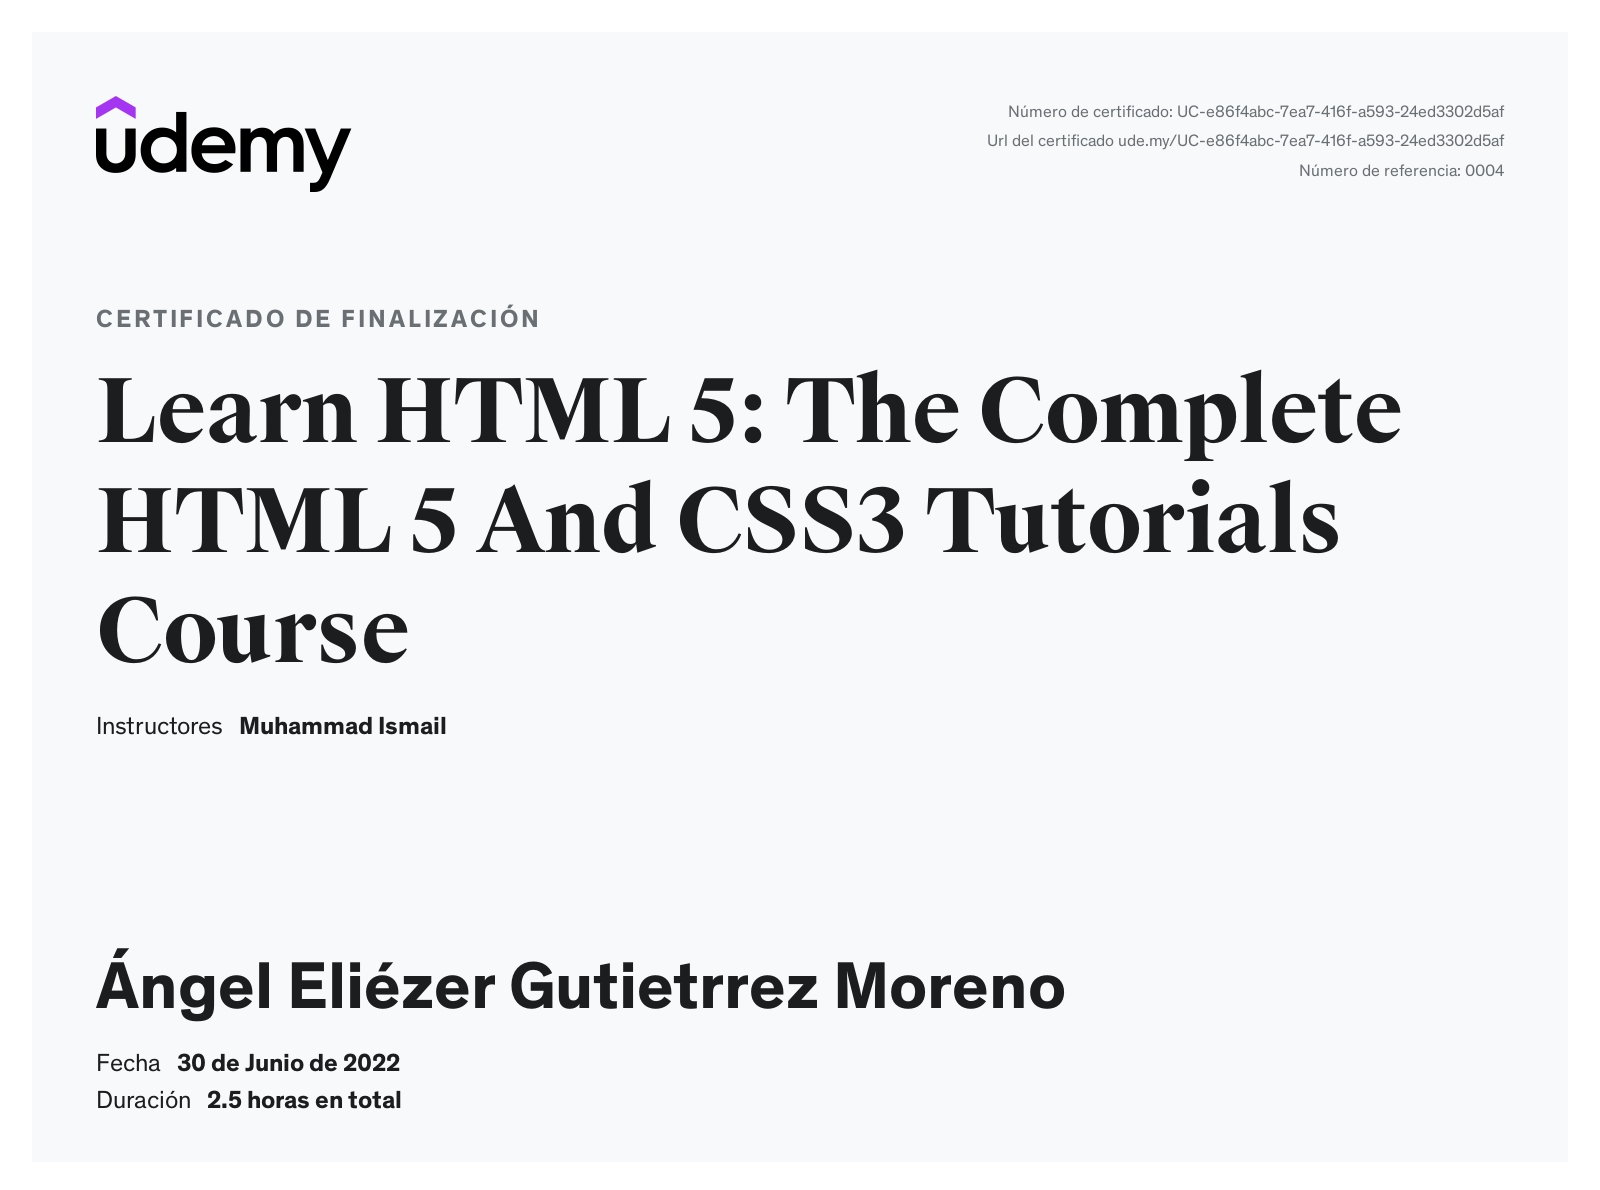 udemy
Número de certificado: UC-e86f4abc-7ea7-416f-a593-24ed3302d5af
Url del certificado ude.my/UC-e86f4abc-7ea7-416f-a593-24ed3302d5af
Número de referencia: 0004
CERTIFICADO DE FINALIZACIÓN
Learn HTML 5: The Complete
HTML 5 And CSS3 Tutorials
Course
Instructores Muhammad Ismail
Ángel Eliézer Gutietrrez Moreno
Fecha 30 de Junio de 2022
Duración 2.5 horas en total